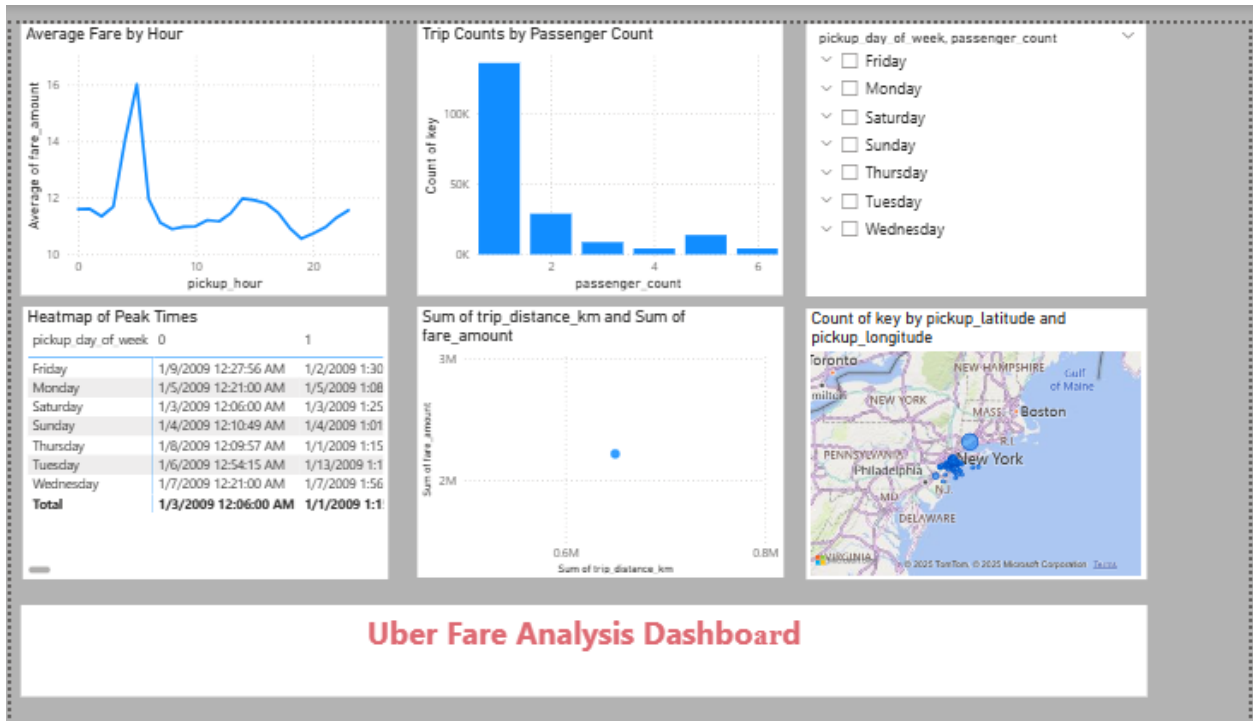 Average Fare by Hour
Average of fare_amount
16
14
12
10
0
10
20
pickup_hour
Trip Counts by Passenger Count
Count of key
100K
50K
0K
2
4
6
passenger_count
pickup_day_of_week, passenger_count
Friday
Monday
Saturday
Sunday
Thursday
Tuesday
Wednesday
Heatmap of Peak Times
pickup_day_of_week 0 1
Friday 1/9/2009 12:27:56 AM 1/2/2009 1:30
Monday 1/5/2009 12:21:00 AM 1/5/2009 1:08
Saturday 1/3/2009 12:06:00 AM 1/3/2009 1:25
Sunday 1/4/2009 12:10:49 AM 1/4/2009 1:01
Thursday 1/8/2009 12:09:57 AM 1/1/2009 1:15
Tuesday 1/6/2009 12:54:15 AM 1/13/2009 1:1
Wednesday 1/7/2009 12:21:00 AM 1/7/2009 1:56
Total 1/3/2009 12:06:00 AM 1/1/2009 1:1
Sum of trip_distance_km and Sum of
fare_amount
Sum of fare_amount
3M
2M
0.6M
0.8M
Sum of trip_distance_km
Count of key by pickup_latitude and
pickup_longitude
Toronto
NEW HAMPSHIRE
Gulf
of Maine
NEW YORK
MASS.
Boston
R.I.
PENNSYLVANIA
New York
Philadelphia
N.J.
MD
DELAWARE
VIRGINIA
© 2025 TomTom, © 2025 Microsoft Corporation Terms
Uber Fare Analysis Dashboard